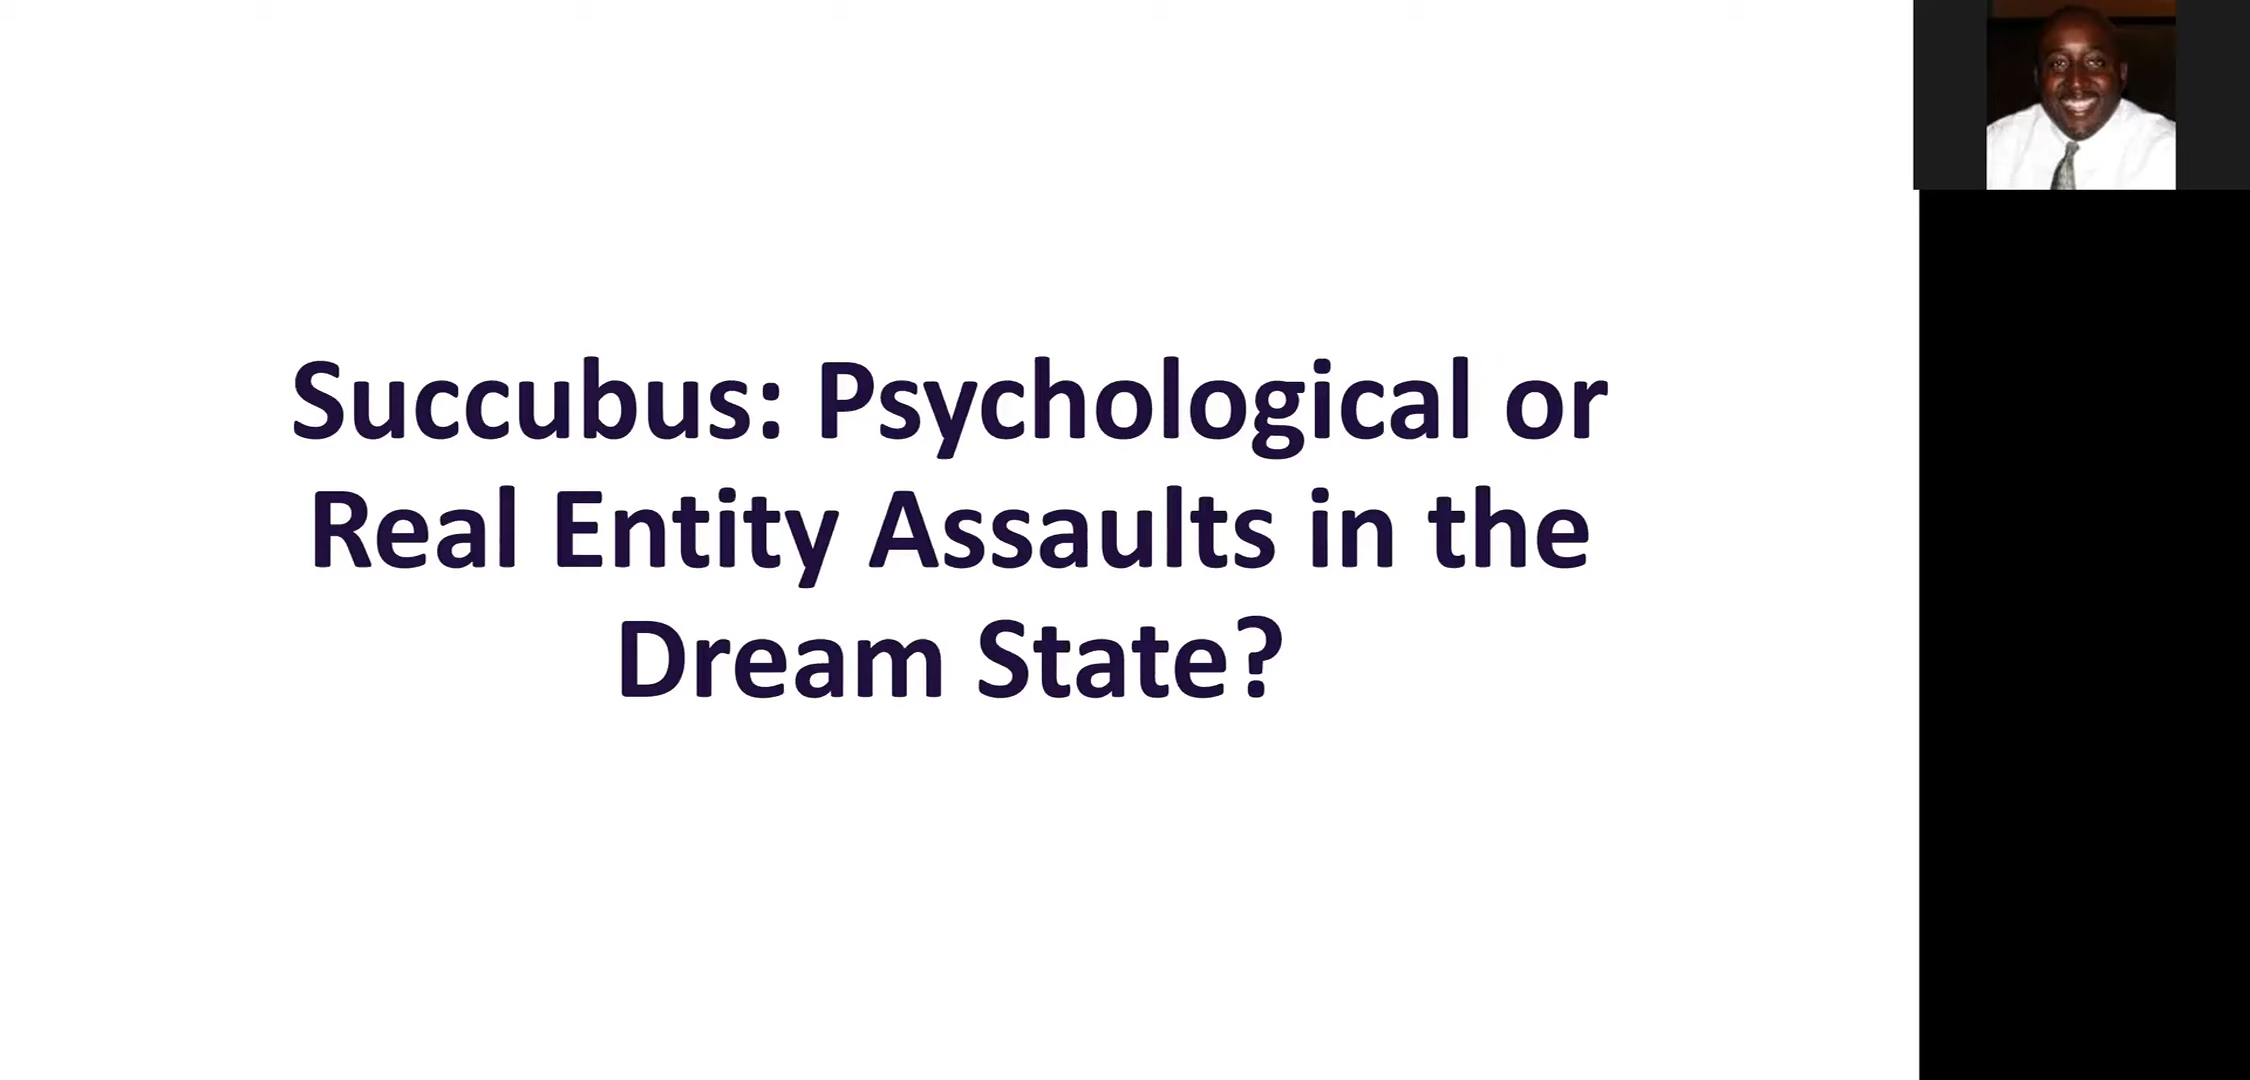 Succubus: Psychological or
Real Entity Assaults in the
Dream State?